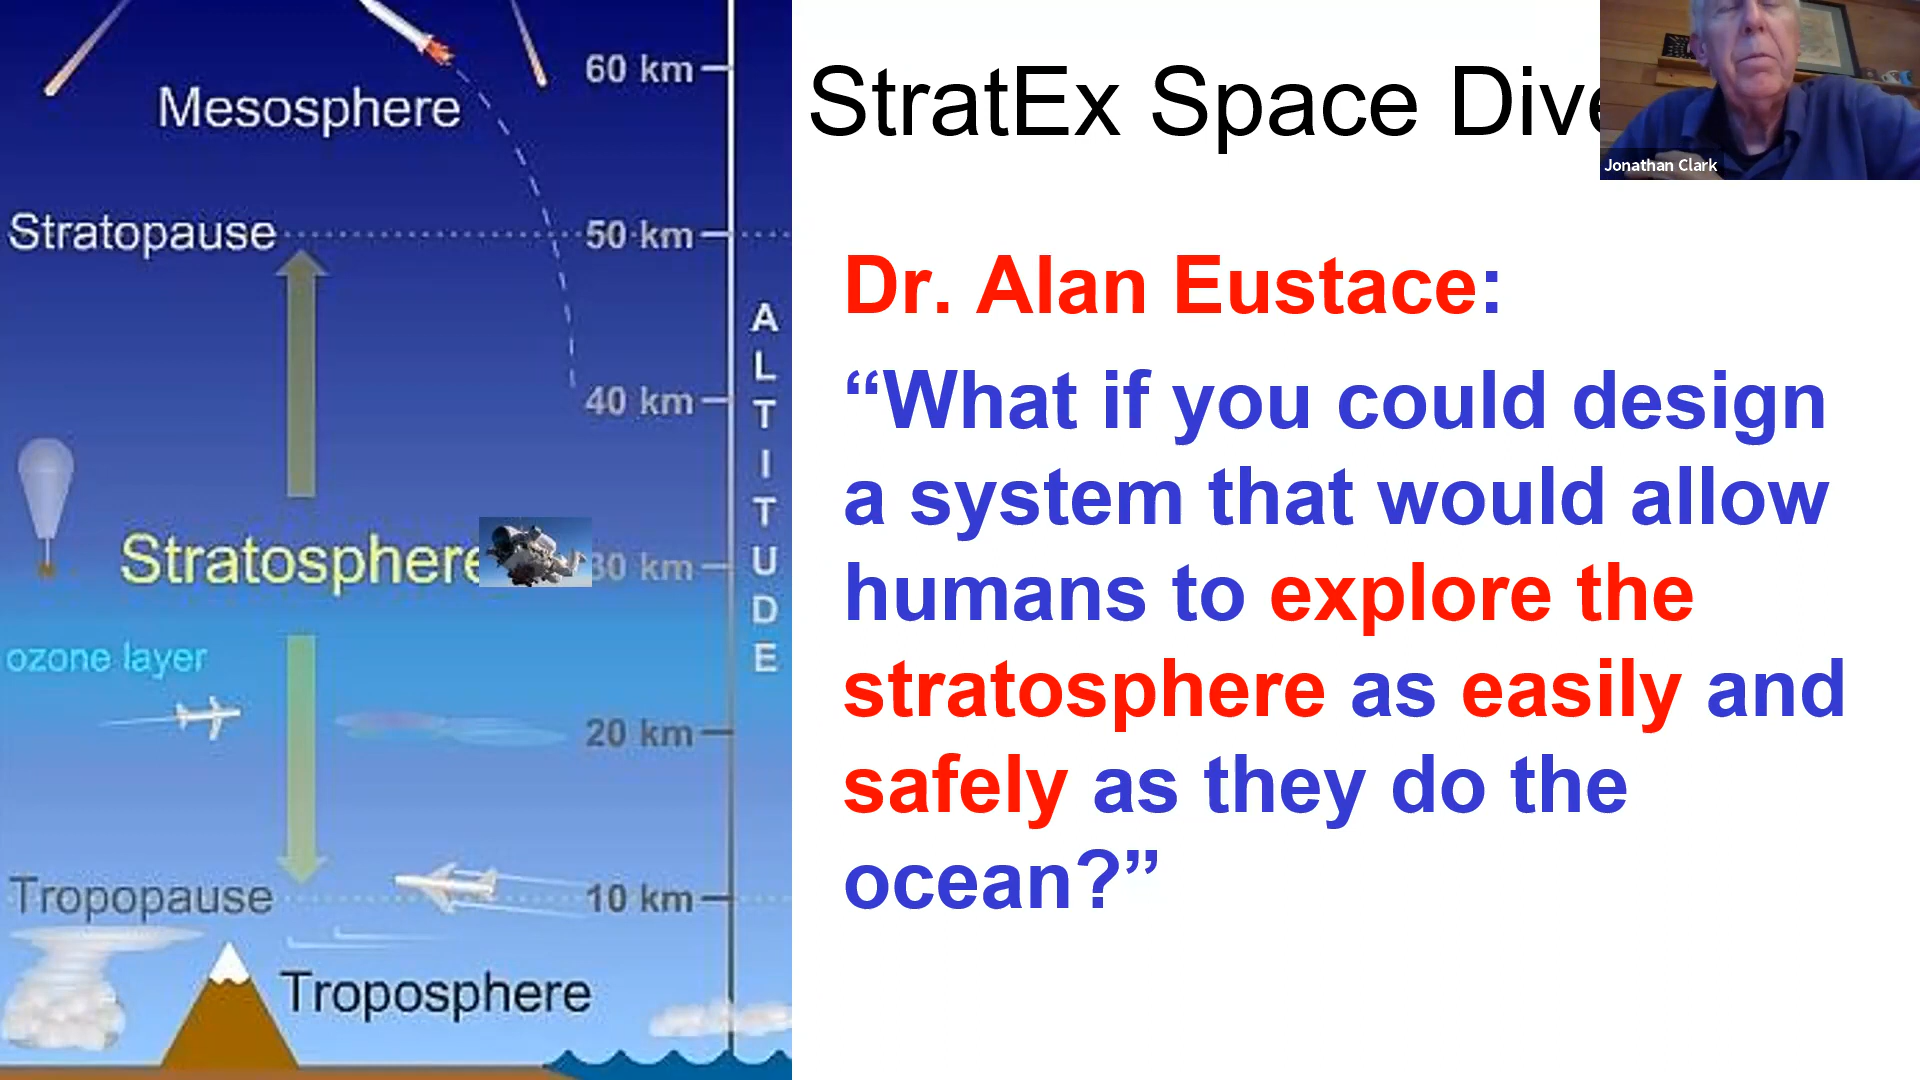 60 km
Mesosphere
Stratopause
50 km
40 km
Stratosphere
30 km
ozone layer
20 km
Tropopause
10 km
Troposphere
ALTITUDE
StratEx Space Dive
Jonathan Clark
Dr. Alan Eustace:
“What if you could design
a system that would allow
humans to explore the
stratosphere as easily and
safely as they do the
ocean?”